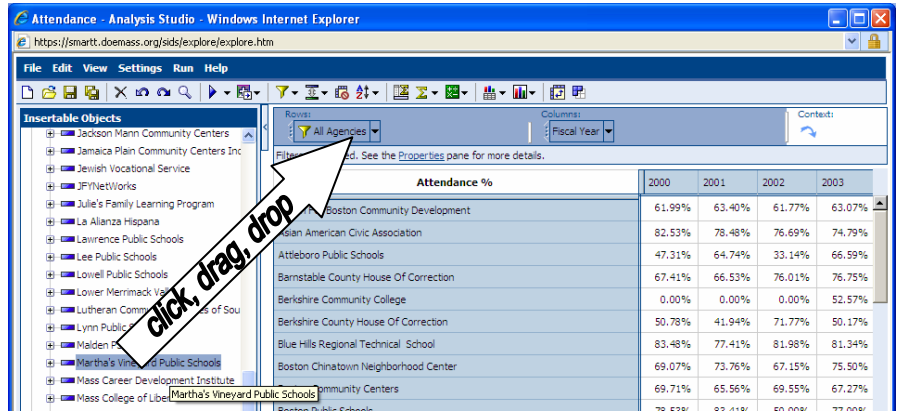 Attendance - Analysis Studio - Windows Internet Explorer
https://smartt.doemass.org/sids/explore/explore.htm
File Edit View Settings Run Help
Insertable Objects
Rows:
Columns:
Context:
All Agencies
Fiscal Year
Jackson Mann Community Centers
Jamaica Plain Community Centers Inc
Jewish Vocational Service
JFYNetWorks
Julie's Family Learning Program
La Alianza Hispana
Lawrence Public Schools
Lee Public Schools
Lowell Public Schools
Lower Merrimack
Lutheran of Sou
Lynn Public
Malden
Martha's Vineyard Public Schools
Mass Career Development Institute
Mass College of
Martha's Vineyard Public Schools
click, drag, drop
See the Properties pane for more details.
Attendance % 2000 2001 2002 2003
Boston Community Development 61.99% 63.40% 61.77% 63.07%
Asian American Civic Association 82.53% 78.48% 76.69% 74.79%
Attleboro Public Schools 47.31% 64.74% 33.14% 66.59%
Barnstable County House Of Correction 67.41% 66.53% 76.01% 76.75%
Berkshire Community College 0.00% 0.00% 0.00% 52.57%
Berkshire County House Of Correction 50.78% 41.94% 71.77% 50.17%
Blue Hills Regional Technical School 83.48% 77.41% 81.98% 81.34%
Boston Chinatown Neighborhood Center 69.07% 73.76% 67.15% 75.50%
Community Centers 69.71% 65.56% 69.55% 67.27%